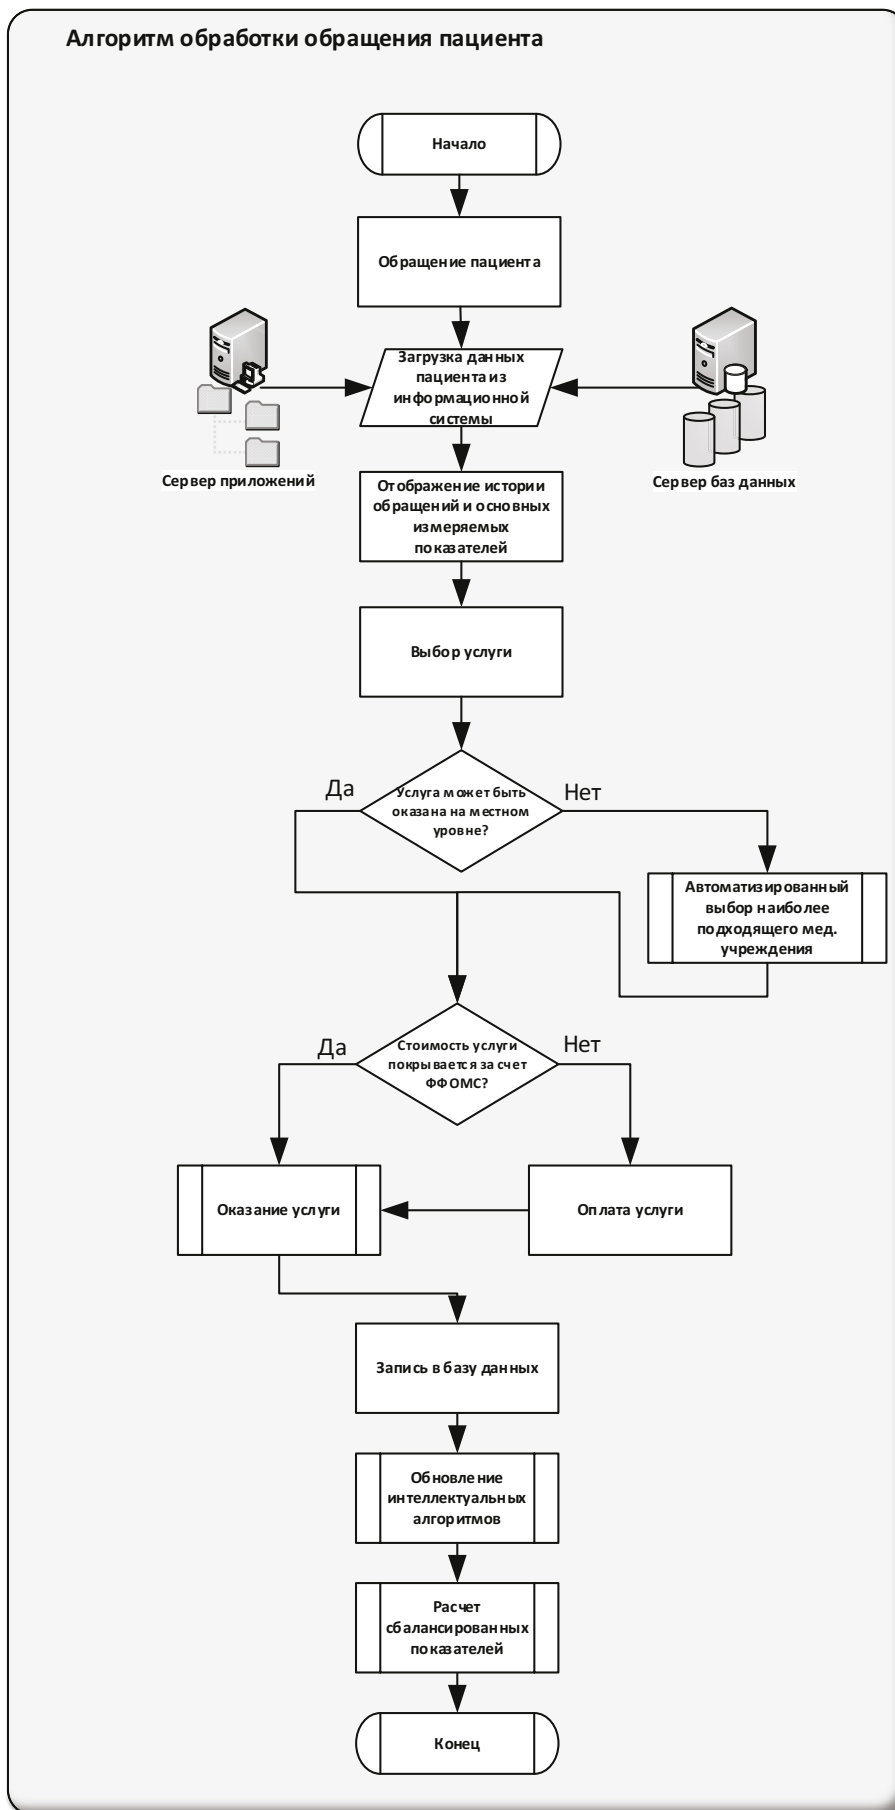 Алгоритм обработки обращения пациента
Начало
Обращение пациента
Загрузка данных
пациента из
информационной
системы
Сервер приложений
Сервер баз данных
Отображение истории
обращений и основных
измеряемых
показателей
Выбор услуги
Да
Услуга может быть
оказана на местном
уровне?
Нет
Автоматизированный
выбор наиболее
подходящего мед.
учреждения
Да
Стоимость услуги
покрывается за счет
ФФОМС?
Нет
Оказание услуги
Оплата услуги
Запись в базу данных
Обновление
интеллектуальных
алгоритмов
Расчет
сбалансированных
показателей
Конец